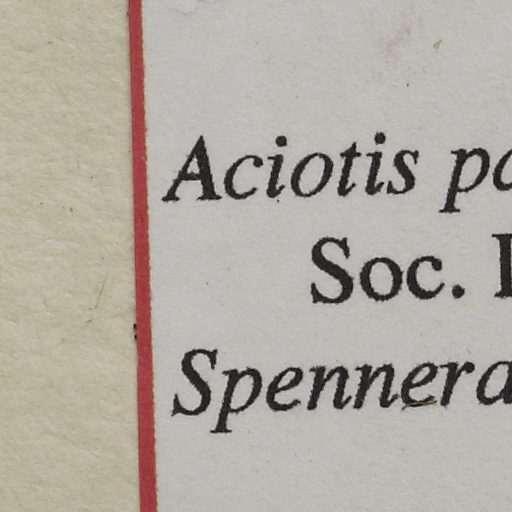 Aciotis
Soc.
Spennera